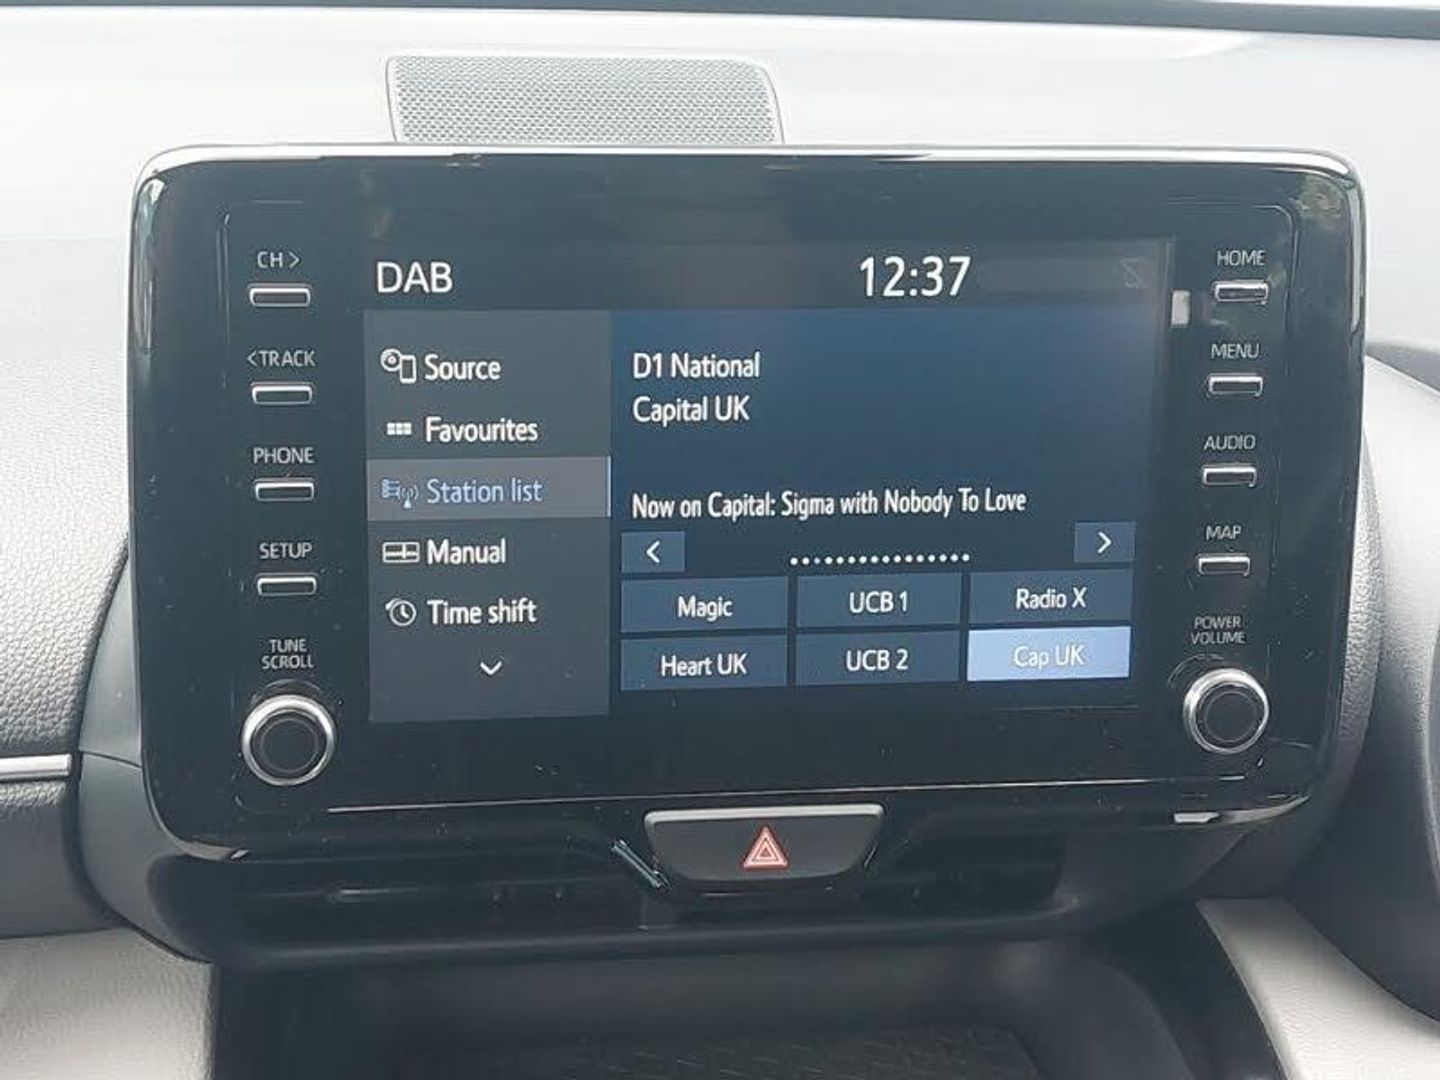 CH >
<TRACK
PHONE
SETUP
TUNE
SCROLL
DAB
12:37
Source
Favourites
Station list
Manual
Time shift
D1 National
Capital UK
Now on Capital: Sigma with Nobody To Love
Magic
UCB 1
Radio X
Heart UK
UCB 2
Cap UK
HOME
MENU
AUDIO
MAP
POWER
VOLUME